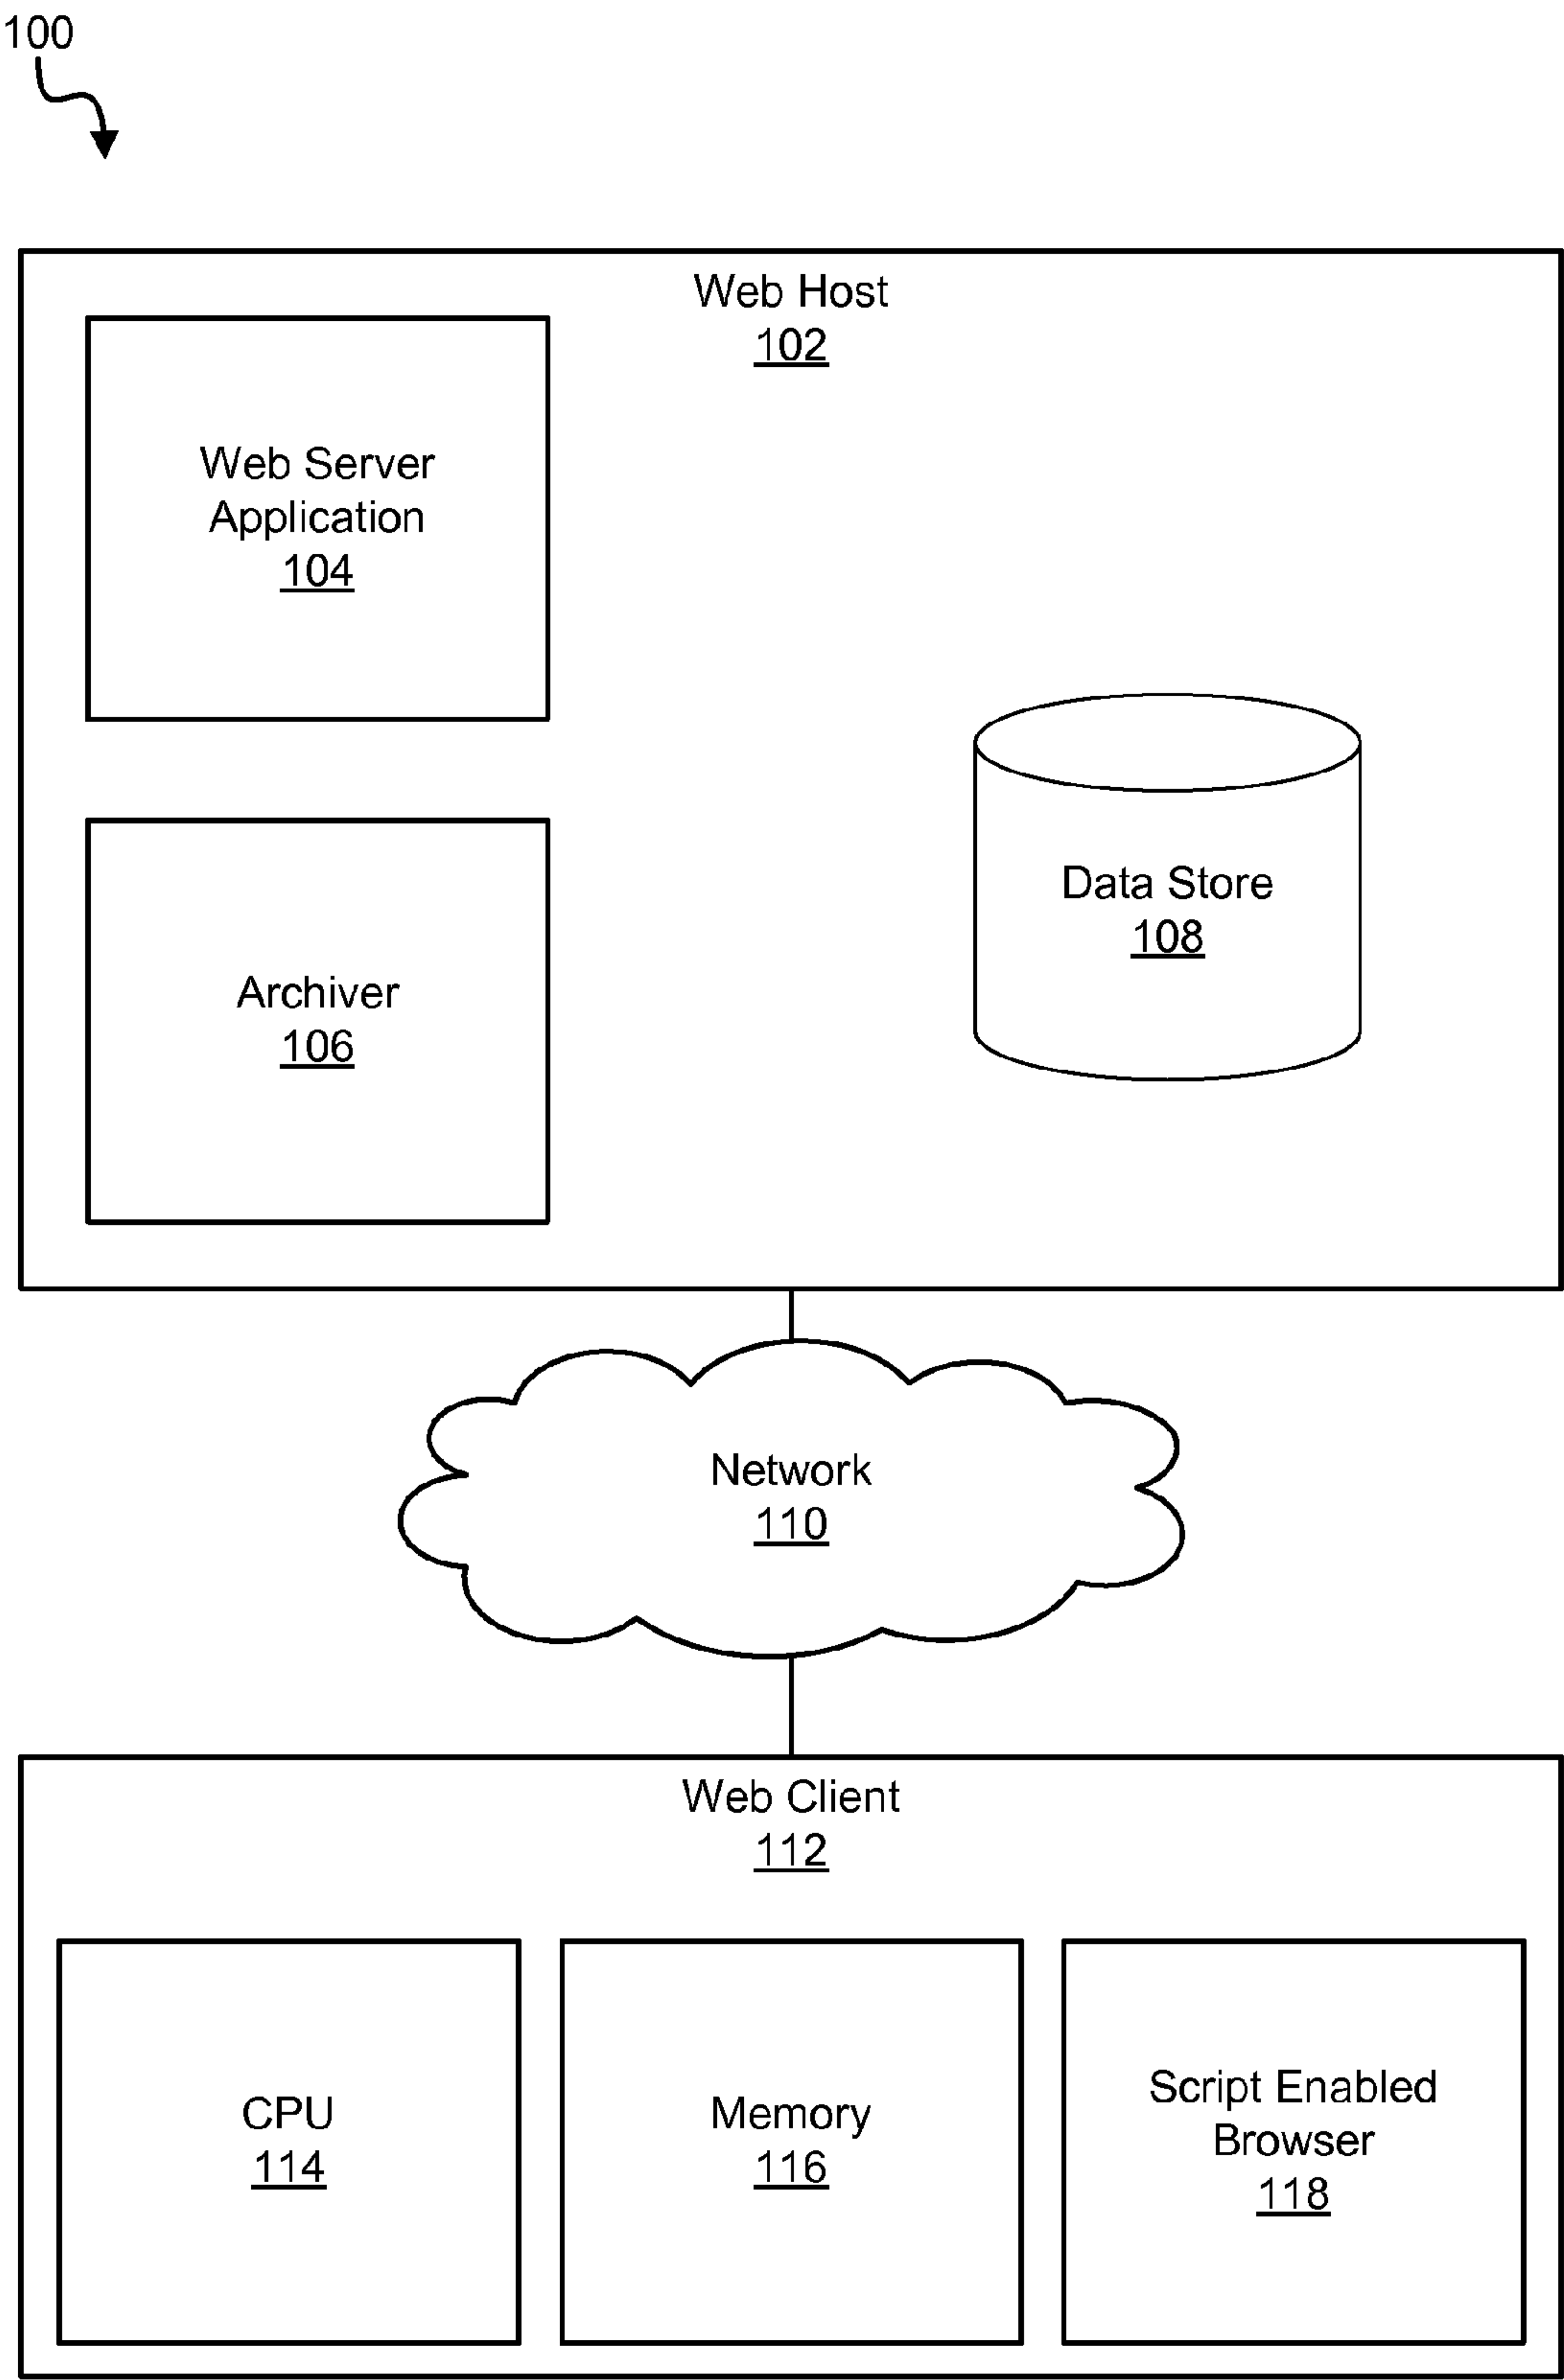 100
Web Host
102
Web Server
Application
104
Data Store
108
Archiver
106
Network
110
Web Client
112
CPU
114
Memory
116
Script Enabled
Browser
118